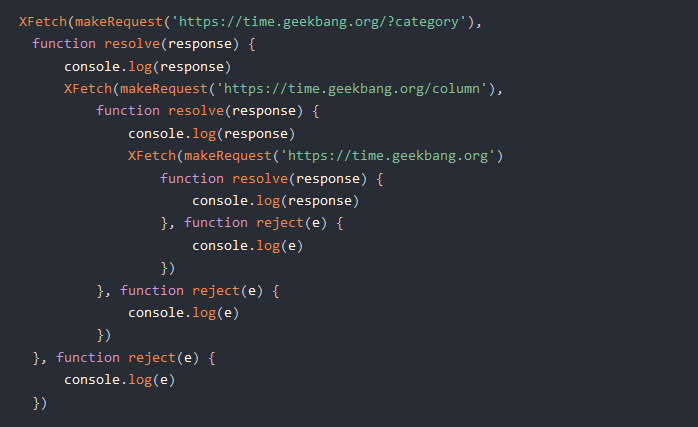 XFetch(makeRequest('https://time.geekbang.org/?category'),
  function resolve(response) {
      console.log(response)
      XFetch(makeRequest('https://time.geekbang.org/column'),
          function resolve(response) {
              console.log(response)
              XFetch(makeRequest('https://time.geekbang.org')
                  function resolve(response) {
                      console.log(response)
                  }, function reject(e) {
                      console.log(e)
                  })
          }, function reject(e) {
              console.log(e)
          })
  }, function reject(e) {
      console.log(e)
  })